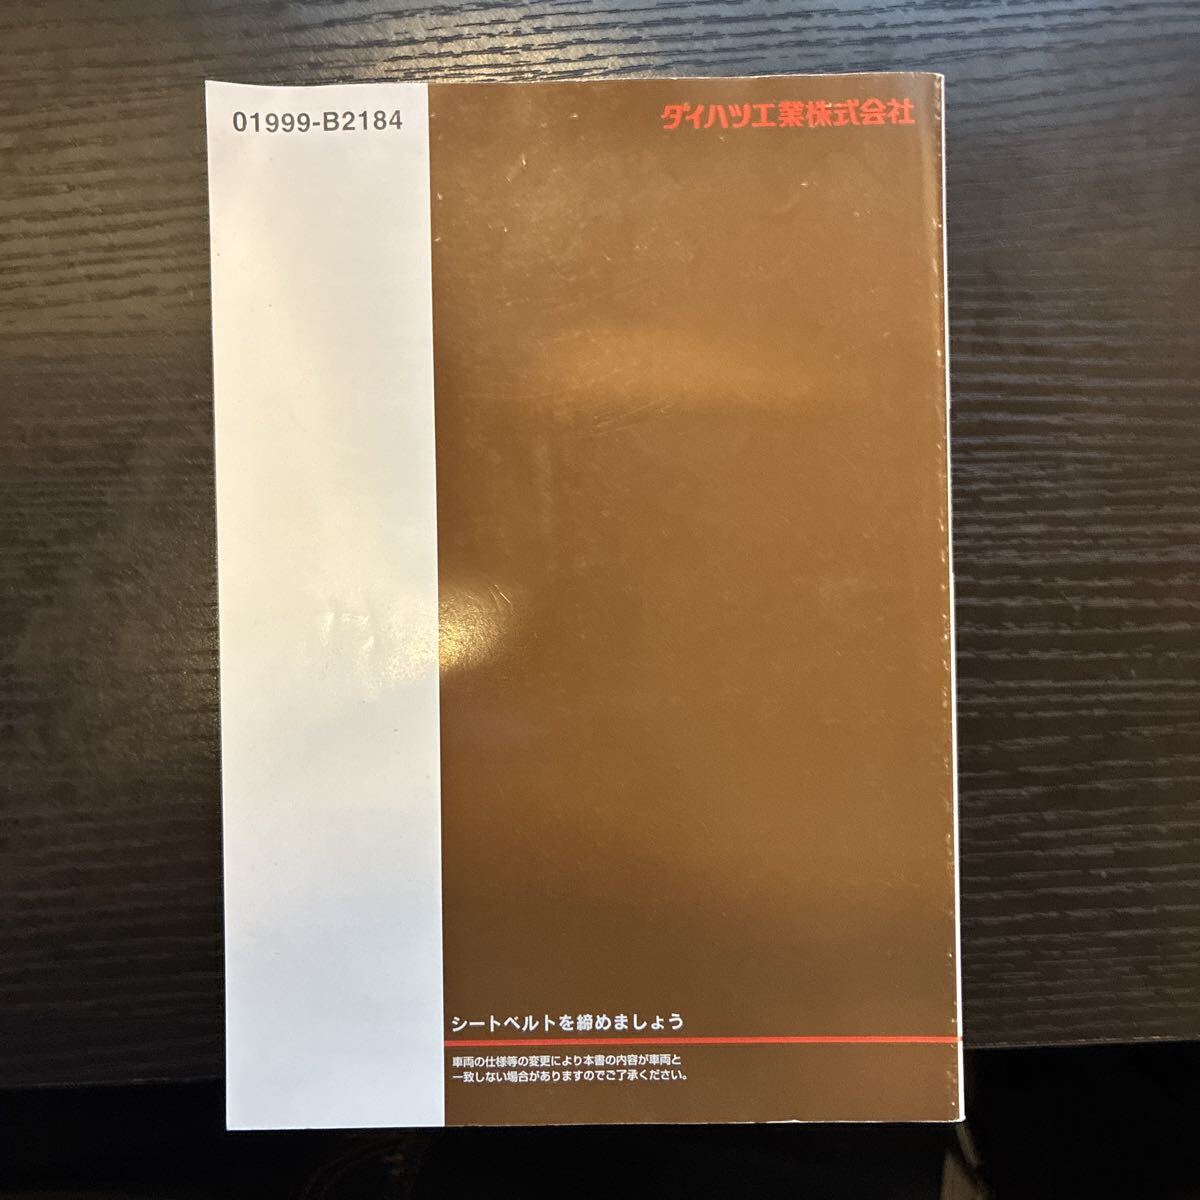 01999-B2184
ダイハツ工業株式会社
シートベルトを締めましょう
車両の仕様等の変更により本書の内容が車両と
一致しない場合がありますのでご了承ください。